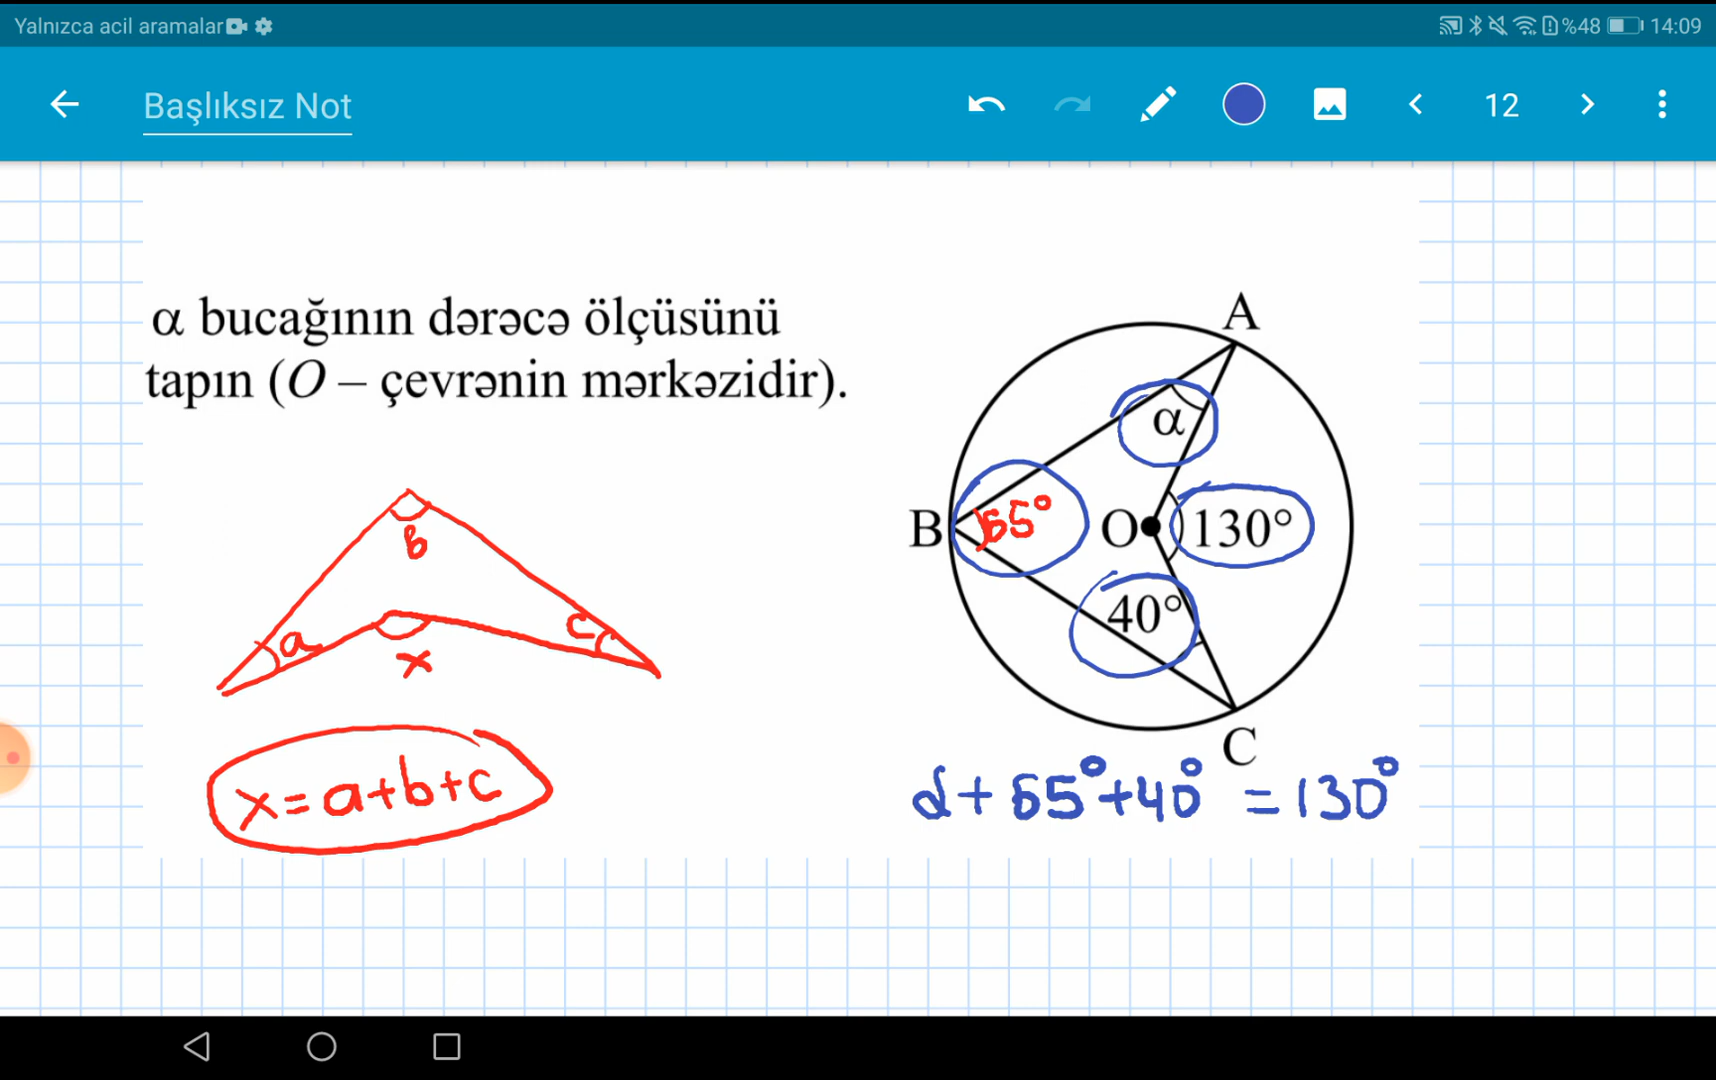 Yalnızca acil aramalar
%48 14:09
Başlıksız Not
12
α bucağının dərəcə ölçüsünü
tapın (O – çevrənin mərkəzidir).
A
α
B
65°
O
130°
40°
C
b
a
c
x
x=a+b+c
α+65°+40°=130°